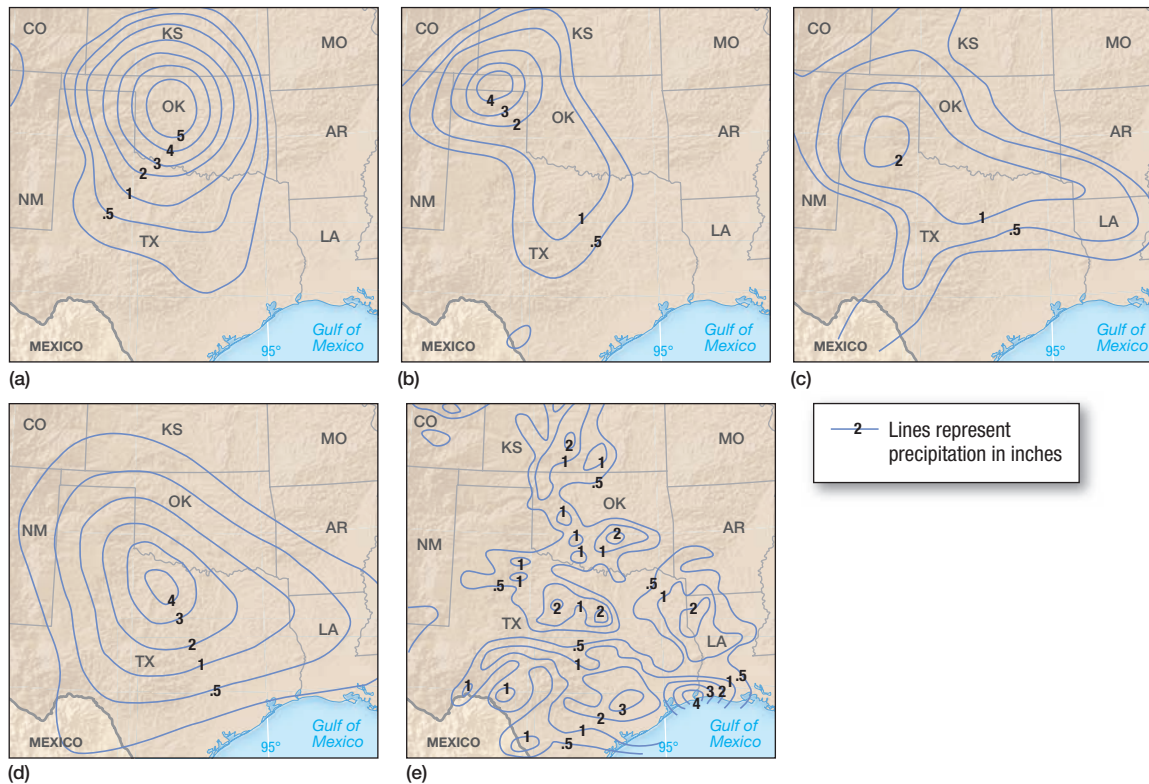 CO
KS
MO
OK
5
4
3
2
1
.5
AR
NM
TX
LA
MEXICO
95°
Gulf of
Mexico
(a)
CO
KS
MO
4
3
2
OK
AR
NM
1
.5
TX
LA
MEXICO
95°
Gulf of
Mexico
(b)
CO
KS
MO
OK
AR
2
NM
1
.5
TX
LA
MEXICO
95°
Gulf of
Mexico
(c)
CO
KS
MO
OK
NM
AR
4
3
2
1
.5
TX
LA
MEXICO
95°
Gulf of
Mexico
(d)
CO
KS
MO
2
1
1
.5
OK
1
2
1
1
1
NM
AR
1
1
.5
.5
1
2
1
2
2
TX
LA
.5
1
1
1
3
2
1
.5
1
.5
1
3
2
4
MEXICO
95°
Gulf of
Mexico
(e)
2 Lines represent
precipitation in inches